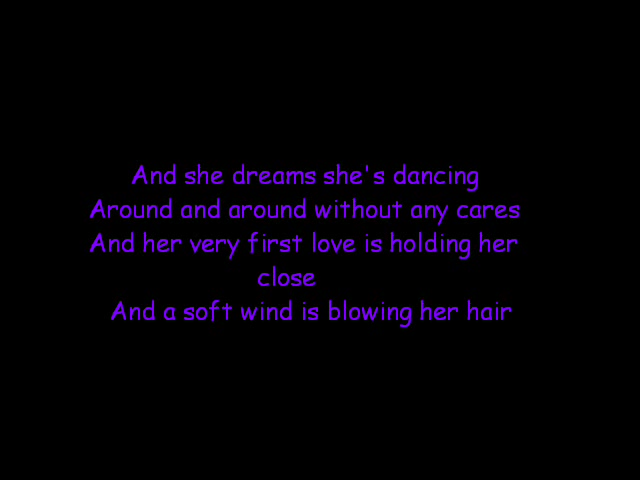 And she dreams she's dancing
Around and around without any cares
And her very first love is holding her
close
And a soft wind is blowing her hair